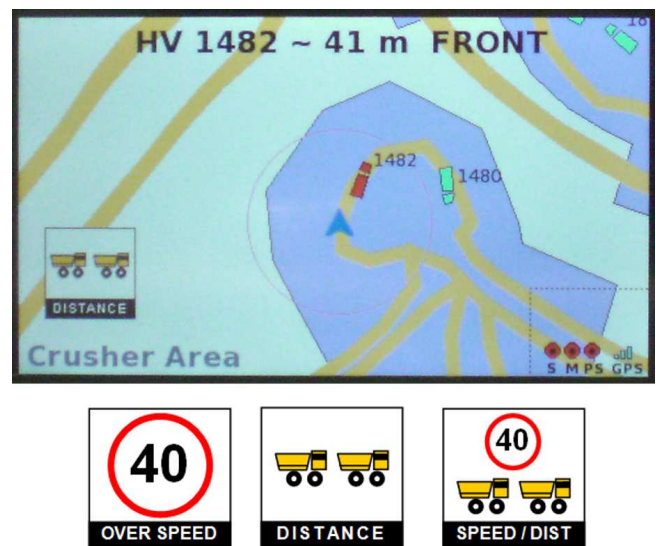 HV 1482 ~ 41 m FRONT
18
1482
1480
DISTANCE
Crusher Area
S M PS GPS
40
OVER SPEED
DISTANCE
40
SPEED / DIST